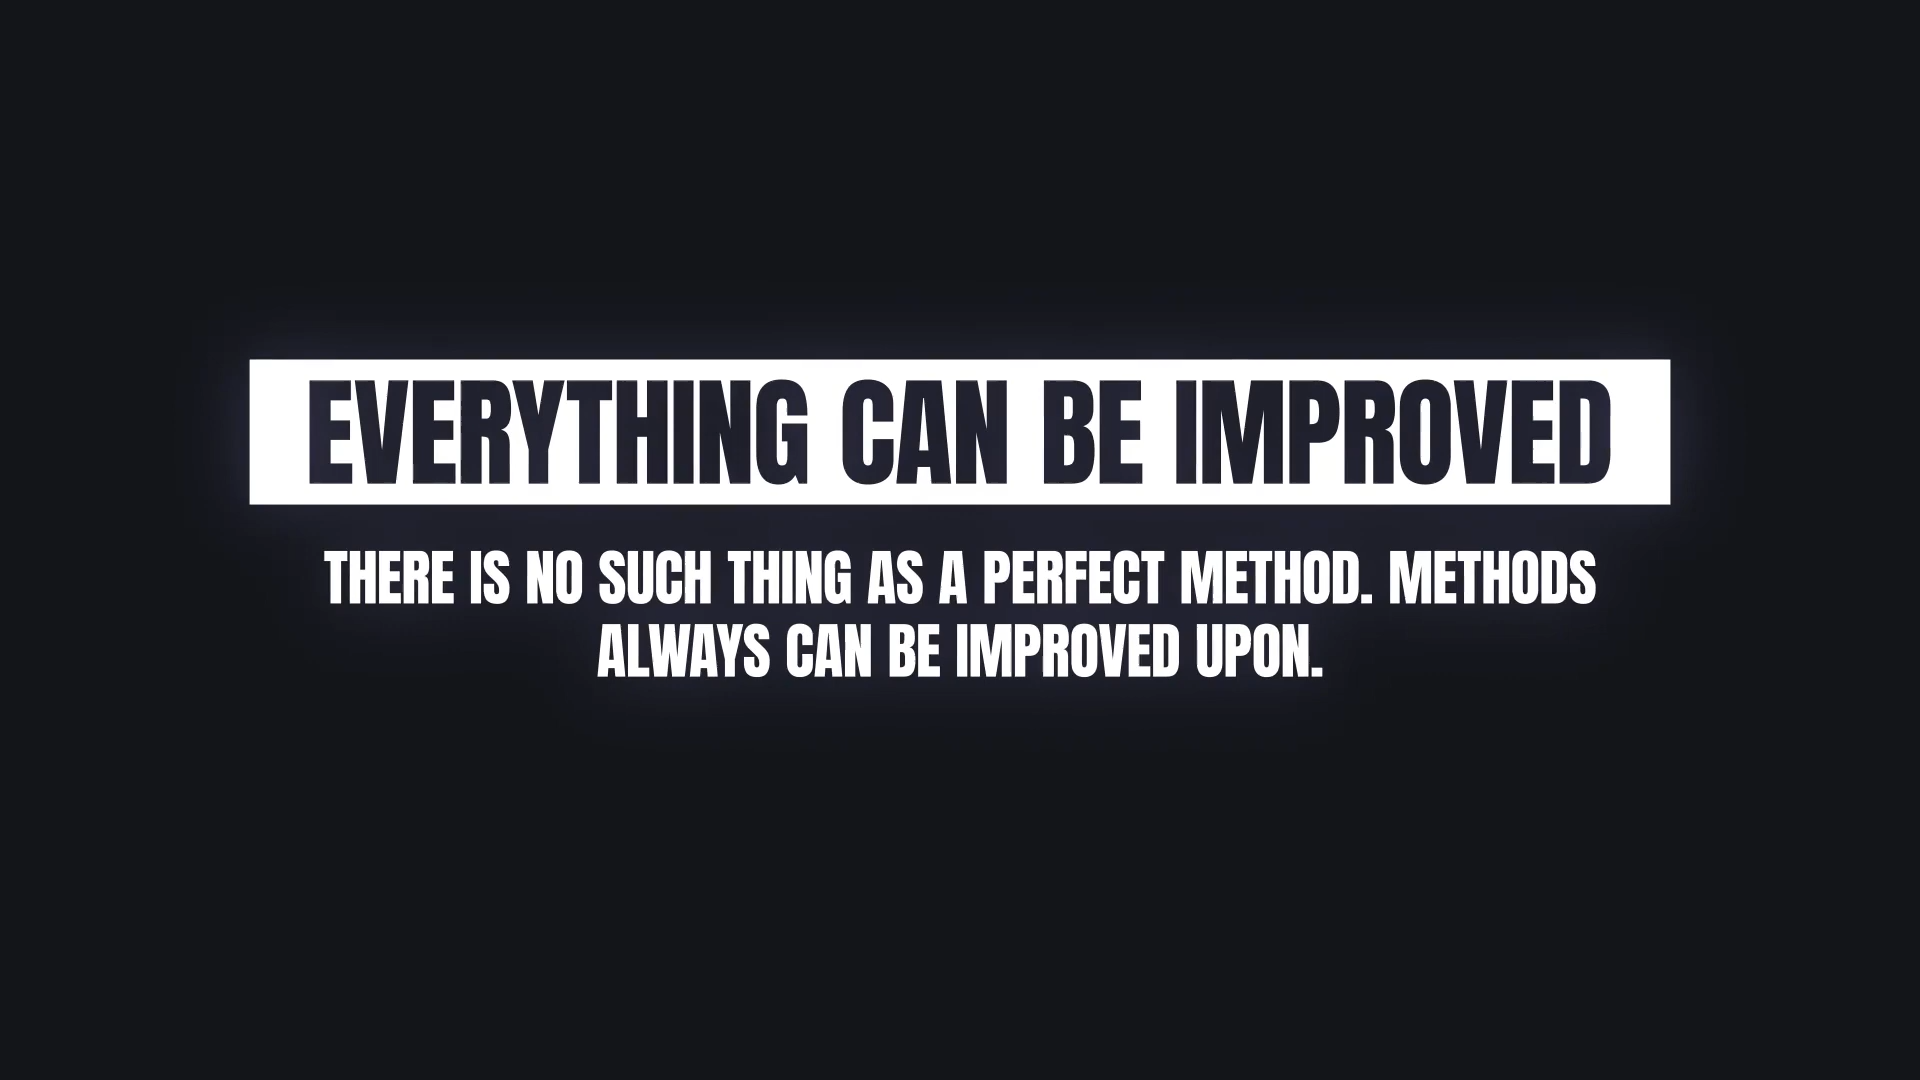 EVERYTHING CAN BE IMPROVED
THERE IS NO SUCH THING AS A PERFECT METHOD. METHODS
ALWAYS CAN BE IMPROVED UPON.